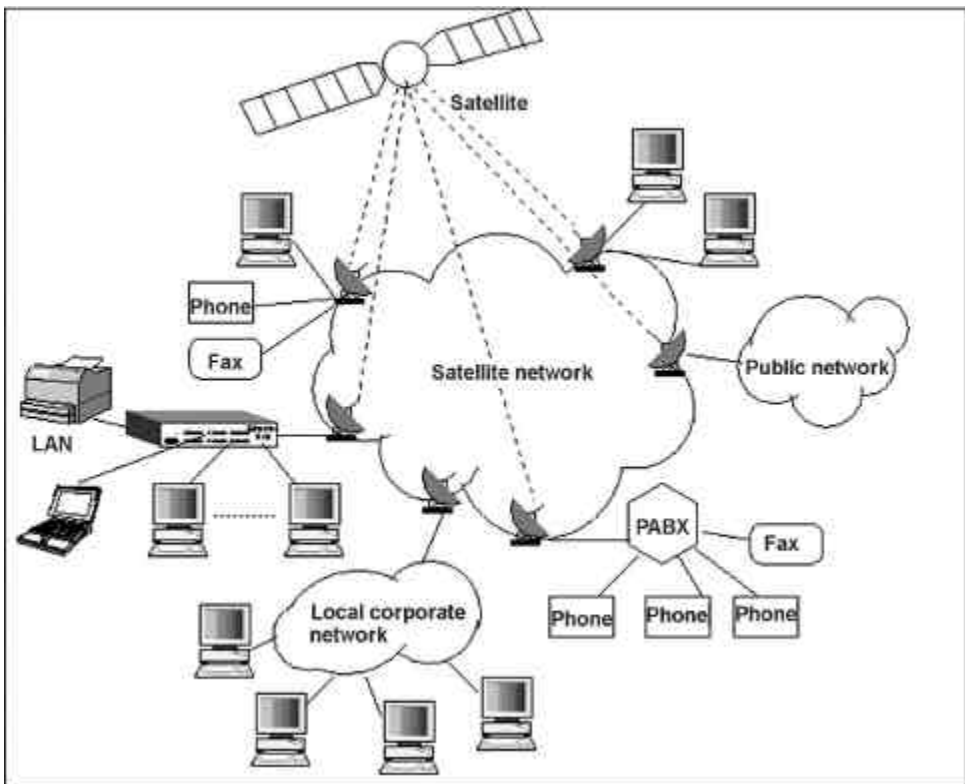 Satellite
Phone
Fax
Satellite network
Public network
LAN
PABX
Fax
Phone
Phone
Phone
Local corporate
network